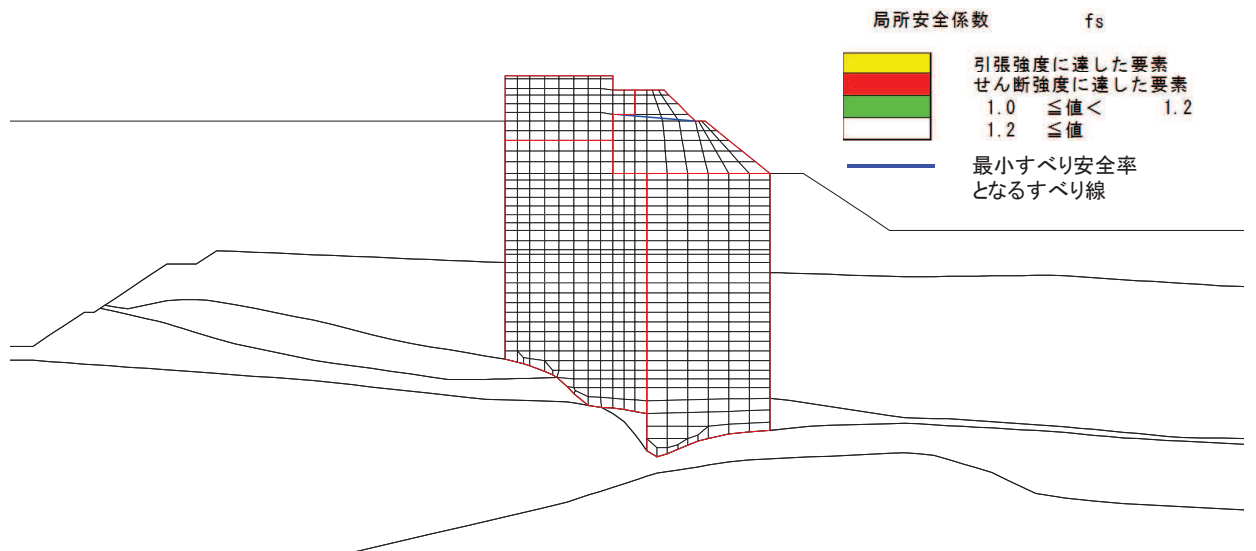 局所安全係数 fs
引張強度に達した要素
せん断強度に達した要素
1.0 ≦値< 1.2
1.2 ≦値
最小すべり安全率
となるすべり線